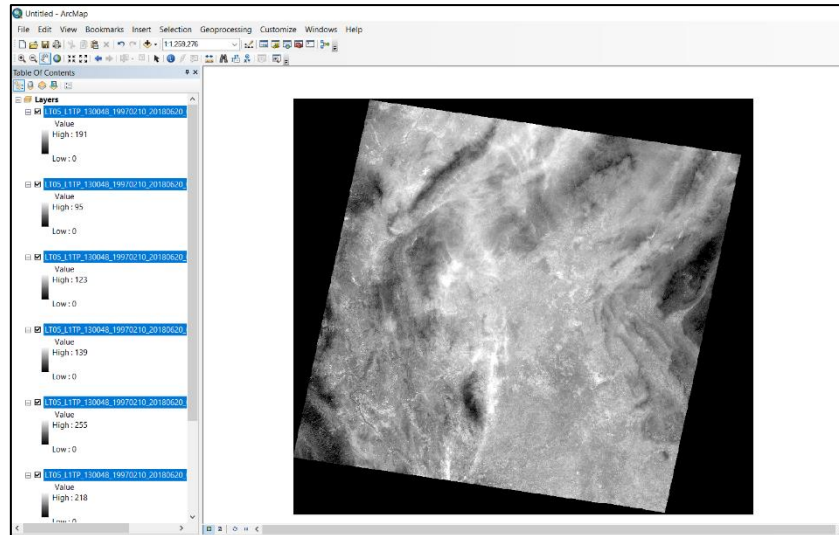 Untitled - ArcMap
File Edit View Bookmarks Insert Selection Geoprocessing Customize Windows Help
1:1,259,276
Table Of Contents
Layers
LT05_L1TP_130048_19970210_20180620_
Value
High : 191
Low : 0
LT05_L1TP_130048_19970210_20180620_
Value
High : 95
Low : 0
LT05_L1TP_130048_19970210_20180620_
Value
High : 123
Low : 0
LT05_L1TP_130048_19970210_20180620_
Value
High : 139
Low : 0
LT05_L1TP_130048_19970210_20180620_
Value
High : 255
Low : 0
LT05_L1TP_130048_19970210_20180620_
Value
High : 218
Low : 0